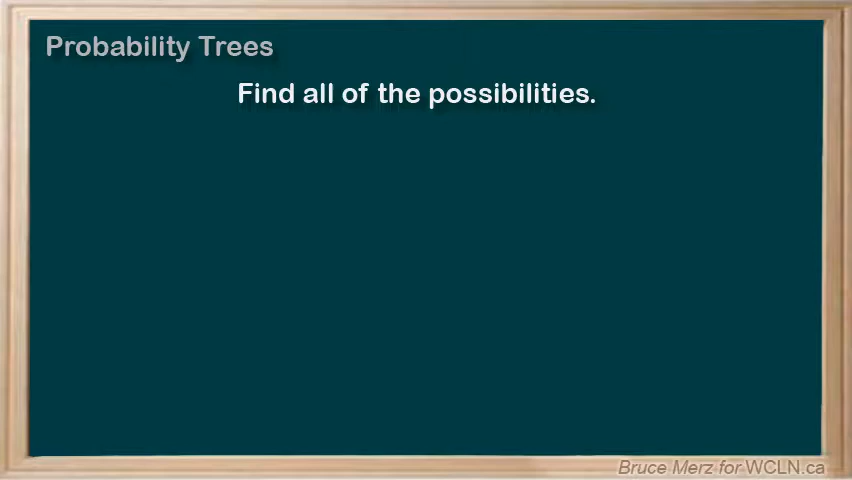 Probability Trees
Find all of the possibilities.
Bruce Merz for WCLN.ca